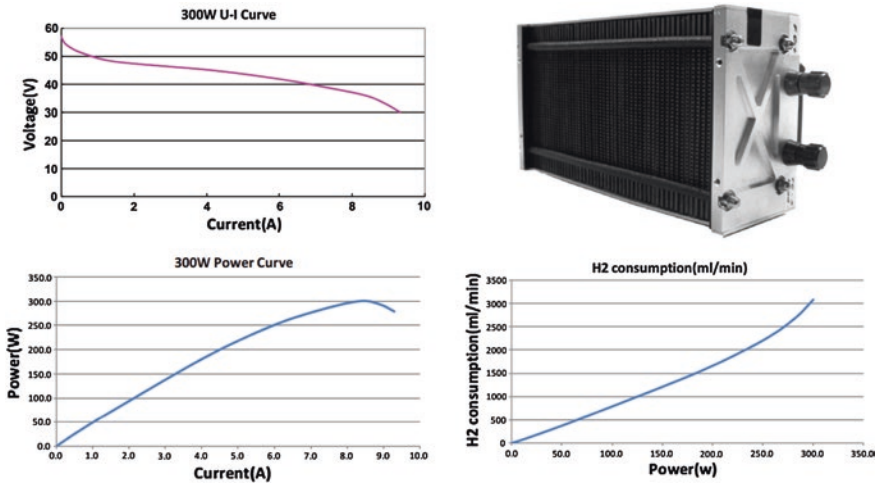 300W U-I Curve
Voltage(V)
60
50
40
30
20
10
0
0 2 4 6 8 10
Current(A)
300W Power Curve
Power(W)
350.0
300.0
250.0
200.0
150.0
100.0
50.0
0.0
0.0 1.0 2.0 3.0 4.0 5.0 6.0 7.0 8.0 9.0 10.0
Current(A)
H2 consumption(ml/min)
H2 consumption(ml/min)
3500
3000
2500
2000
1500
1000
500
0
0.0 50.0 100.0 150.0 200.0 250.0 300.0 350.0
Power(w)